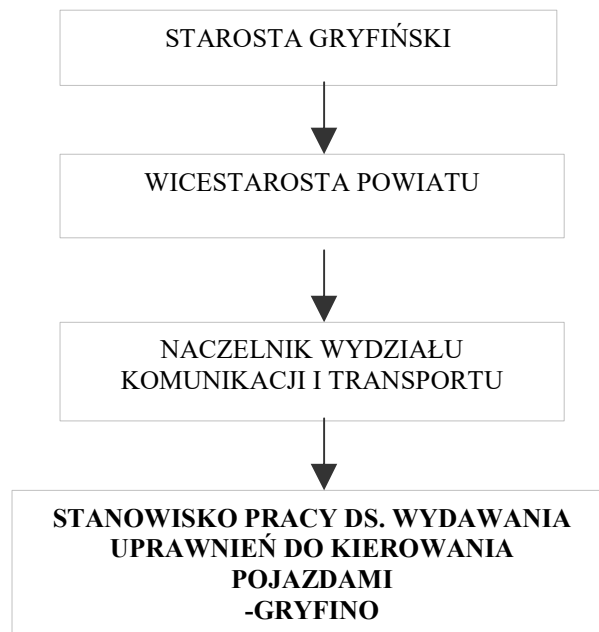 STAROSTA GRYFIŃSKI
WICESTAROSTA POWIATU
NACZELNIK WYDZIAŁU
KOMUNIKACJI I TRANSPORTU
STANOWISKO PRACY DS. WYDAWANIA
UPRAWNIEŃ DO KIEROWANIA
POJAZDAMI
-GRYFINO